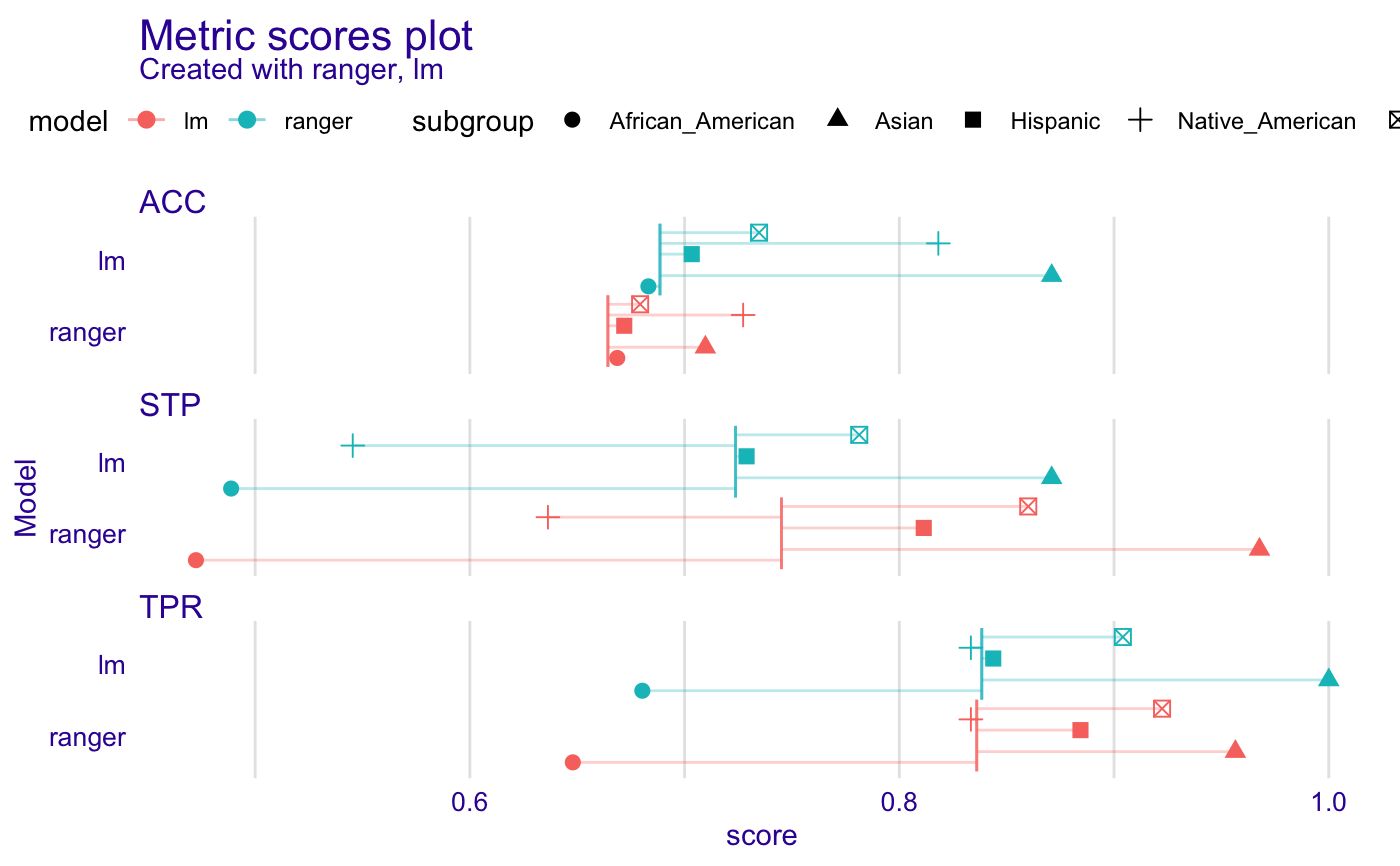 Metric scores plot
Created with ranger, lm
model lm ranger subgroup African_American Asian Hispanic Native_American
ACC
lm
ranger
STP
lm
ranger
TPR
lm
ranger
Model
0.6 0.8 1.0
score